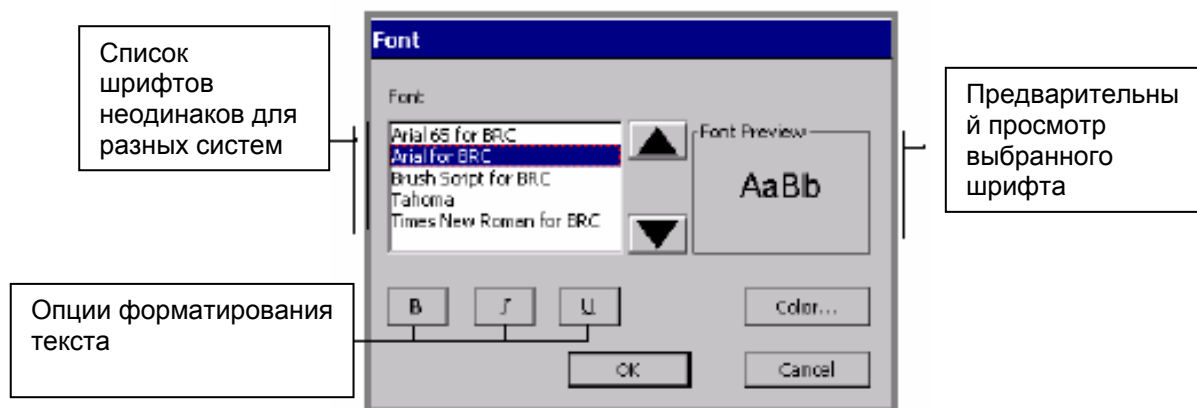 Список
шрифтов
неодинаков для
разных систем
Font
Font
Arial 65 for BRC
Arial for BRC
Brush Script for BRC
Tahoma
Times New Roman for BRC
Font Preview
AaBb
Предварительны
й просмотр
выбранного
шрифта
Опции форматирования
текста
B I U Color...
OK Cancel